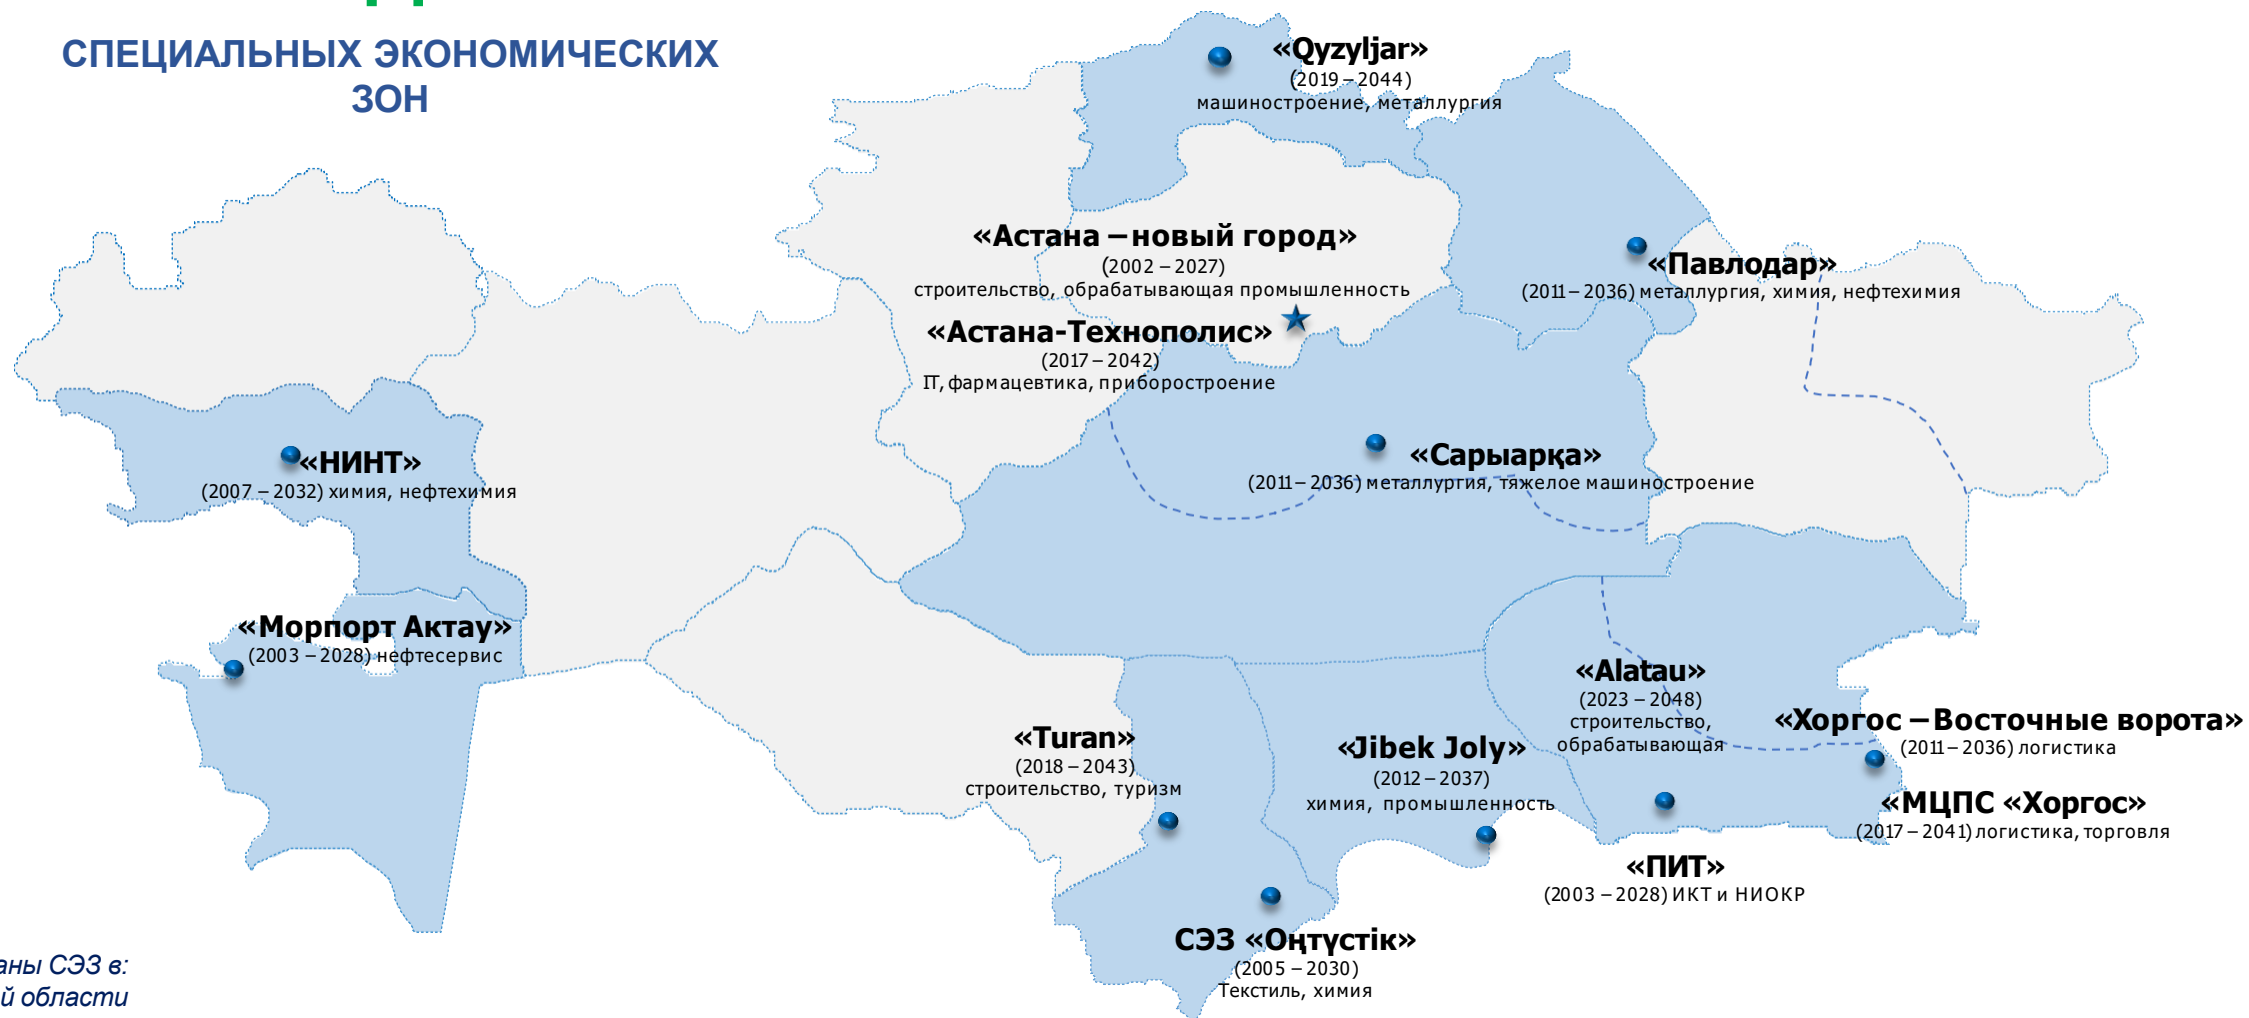 СПЕЦИАЛЬНЫХ ЭКОНОМИЧЕСКИХ
ЗОН
«Qyzyljar»
(2019 – 2044)
машиностроение, металлургия
«Астана – новый город»
(2002 – 2027)
строительство, обрабатывающая промышленность
«Астана-Технополис»
(2017 – 2042)
IT, фармацевтика, приборостроение
«Павлодар»
(2011 – 2036) металлургия, химия, нефтехимия
«НИНТ»
(2007 – 2032) химия, нефтехимия
«Сарыарқа»
(2011 – 2036) металлургия, тяжелое машиностроение
«Морпорт Актау»
(2003 – 2028) нефтесервис
«Turan»
(2018 – 2043)
строительство, туризм
«Jibek Joly»
(2012 – 2037)
химия, промышленность
«Alatau»
(2023 – 2048)
строительство,
обрабатывающая
«Хоргос – Восточные ворота»
(2011 – 2036) логистика
«МЦПС «Хоргос»
(2017 – 2041) логистика, торговля
«ПИТ»
(2003 – 2028) ИКТ и НИОКР
СЭЗ «Оңтүстік»
(2005 – 2030)
Текстиль, химия
СЭЗ в:
области